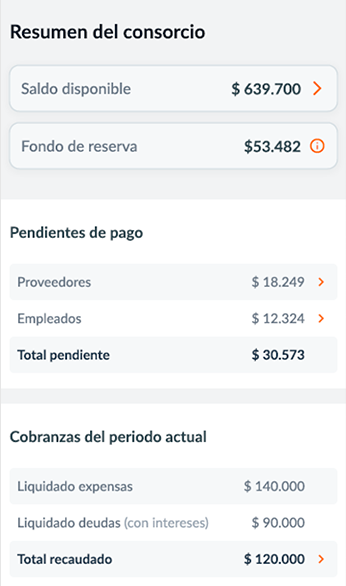 Resumen del consorcio
Saldo disponible $ 639.700
Fondo de reserva $53.482
Pendientes de pago
Proveedores $ 18.249
Empleados $ 12.324
Total pendiente $ 30.573
Cobranzas del periodo actual
Liquidado expensas $ 140.000
Liquidado deudas (con intereses) $ 90.000
Total recaudado $ 120.000